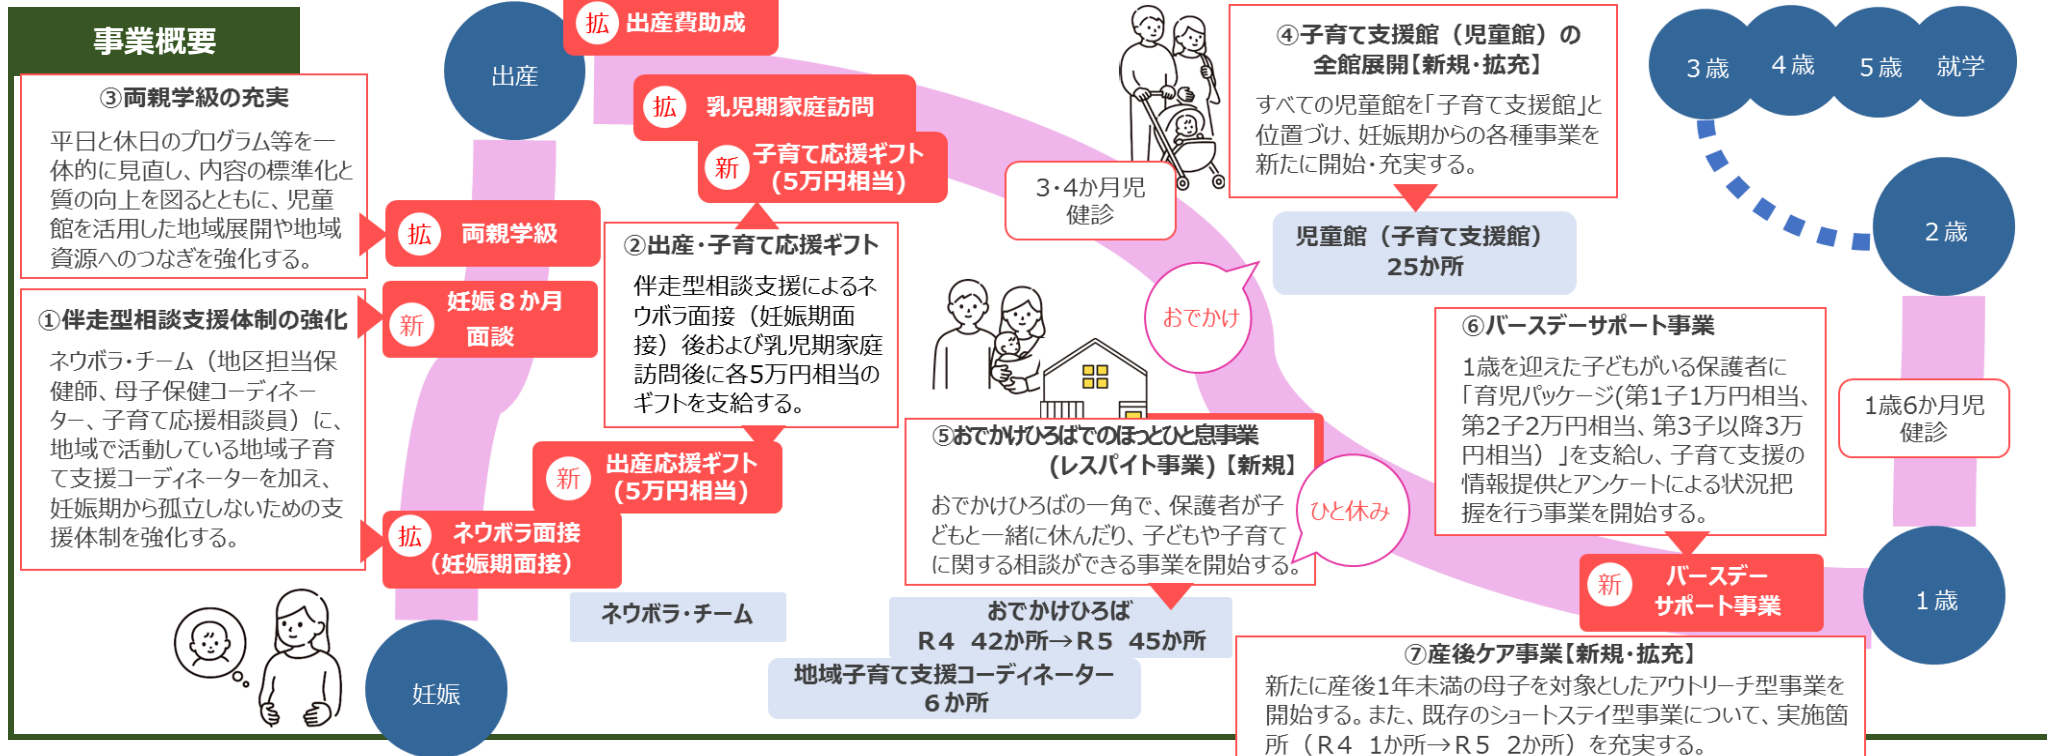 事業概要
③両親学級の充実
平日と休日のプログラム等を一
体的に見直し、内容の標準化と
質の向上を図るとともに、児童
館を活用した地域展開や地域
資源へのつなぎを強化する。
①伴走型相談支援体制の強化
ネウボラ・チーム（地区担当保
健師、母子保健コーディネー
ター、子育て応援相談員）に、
地域で活動している地域子育
て支援コーディネーターを加え、
妊娠期から孤立しないための支
援体制を強化する。
出産
拡 出産費助成
拡 乳児期家庭訪問
新 子育て応援ギフト
(5万円相当)
拡 両親学級
新 妊娠８か月
面談
②出産・子育て応援ギフト
伴走型相談支援によるネ
ウボラ面接（妊娠期面
接）後および乳児期家庭
訪問後に各5万円相当の
ギフトを支給する。
新 出産応援ギフト
(5万円相当)
拡 ネウボラ面接
（妊娠期面接）
妊娠
ネウボラ・チーム
3・4か月児
健診
④子育て支援館（児童館）の
全館展開【新規・拡充】
すべての児童館を「子育て支援館」と
位置づけ、妊娠期からの各種事業を
新たに開始・充実する。
児童館（子育て支援館）
25か所
おでかけ
⑤おでかけひろばでのほっとひと息事業
(レスパイト事業)【新規】
おでかけひろばの一角で、保護者が子
どもと一緒に休んだり、子どもや子育て
に関する相談ができる事業を開始する。
ひと休み
おでかけひろば
R４ 42か所→R５ 45か所
地域子育て支援コーディネーター
６か所
⑥バースデーサポート事業
1歳を迎えた子どもがいる保護者に
「育児パッケージ(第1子1万円相当、
第2子2万円相当、第3子以降3万
円相当）」を支給し、子育て支援の
情報提供とアンケートによる状況把
握を行う事業を開始する。
新 バースデー
サポート事業
⑦産後ケア事業【新規・拡充】
新たに産後1年未満の母子を対象としたアウトリーチ型事業を
開始する。また、既存のショートステイ型事業について、実施箇
所（R４ 1か所→R５ 2か所）を充実する。
１歳
1歳6か月児
健診
２歳
３歳 ４歳 ５歳 就学